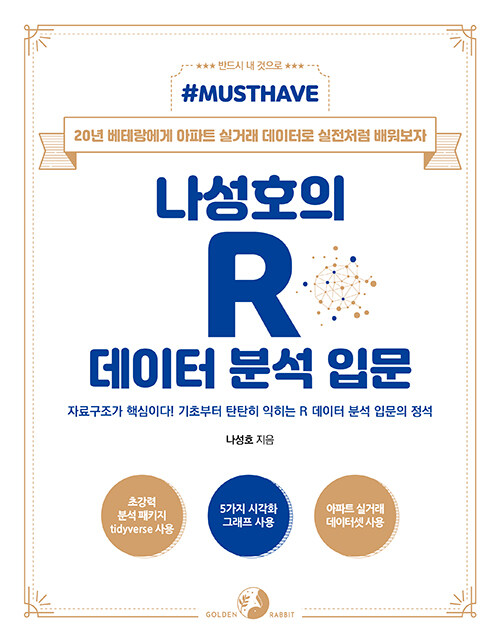 ★★★ 반드시 내 것으로 ★★★
#MUSTHAVE
20년 베테랑에게 아파트 실거래 데이터로 실전처럼 배워보자
나성호의
R
데이터 분석 입문
자료구조가 핵심이다! 기초부터 탄탄히 익히는 R 데이터 분석 입문의 정석
나성호 지음
초강력
분석 패키지
tidyverse 사용
5가지 시각화
그래프 사용
아파트 실거래
데이터셋 사용
GOLDEN RABBIT